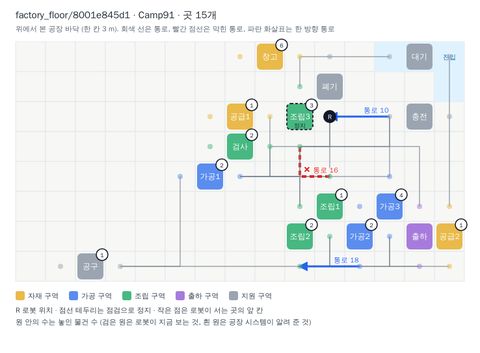 factory_floor/8001e845d1 · Camp91 · 곳 15개
위에서 본 공장 바닥 (한 칸 3 m). 회색 선은 통로, 빨간 점선은 막힌 통로, 파란 화살표는 한 방향 통로
창고 6
대기
진입
폐기
공급1 1
조립3 3
정지
R
통로 10
충전
검사 2
가공1 2
✕ 통로 16
조립1 1
가공3 4
조립2 2
가공2 2
출하
공급2 1
공구 1
통로 18
자재 구역
가공 구역
조립 구역
출하 구역
지원 구역
R 로봇 위치 · 점선 테두리는 점검으로 정지 · 작은 점은 로봇이 서는 곳의 앞 칸
원 안의 수는 놓인 물건 수 (검은 원은 로봇이 지금 보는 것, 흰 원은 공장 시스템이 알려 준 것)